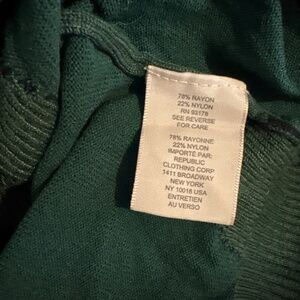 78% RAYON
22% NYLON
RN 93178
SEE REVERSE
FOR CARE
78% RAYONNE
22% NYLON
IMPORTE PAR:
REPUBLIC
CLOTHING CORP
1411 BROADWAY
NEW YORK
NY 10018 USA
ENTRETIEN
AU VERSO